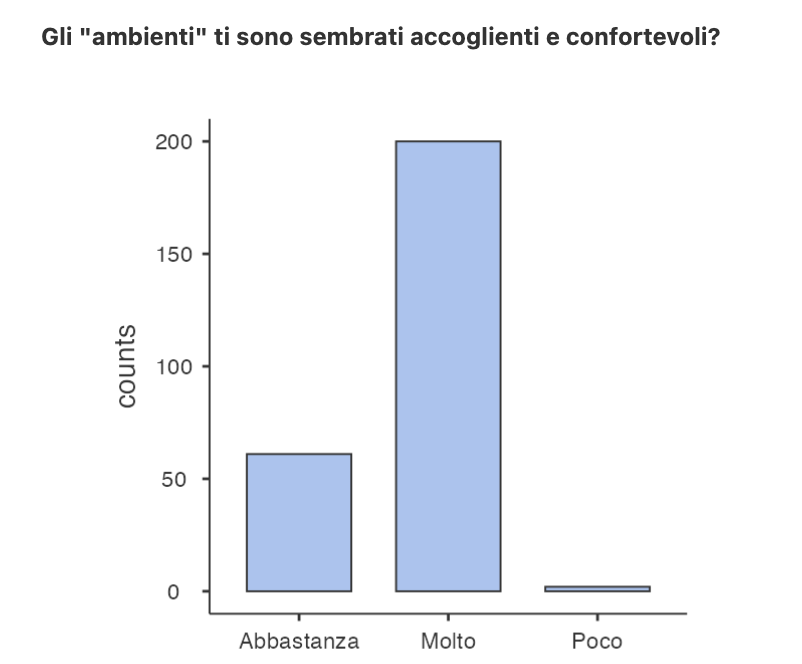 Gli "ambienti" ti sono sembrati accoglienti e confortevoli?
200
150
100
50
0
counts
Abbastanza
Molto
Poco